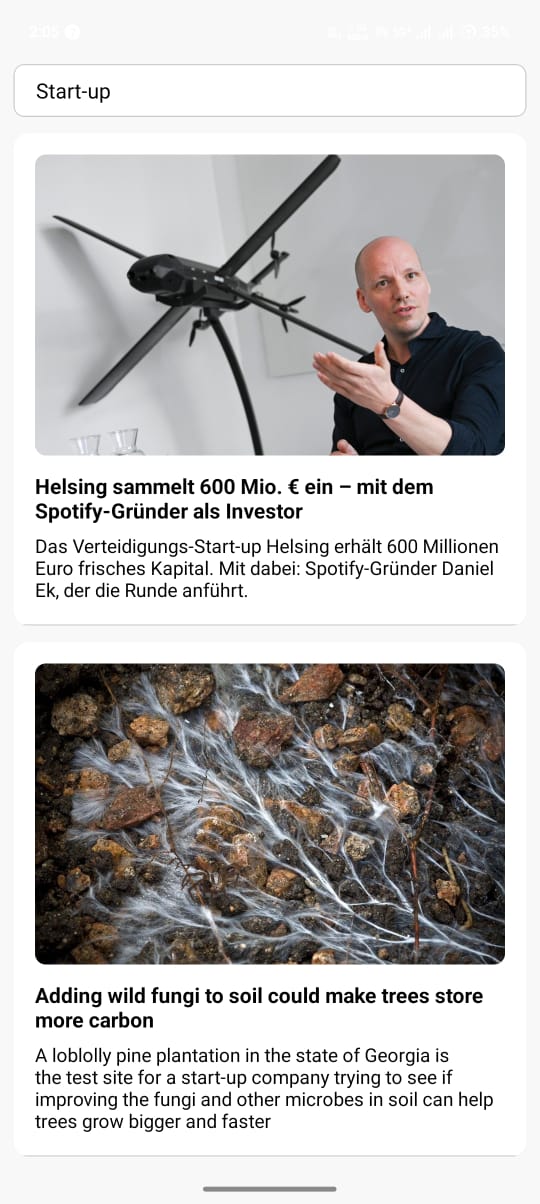 2:05
35%
Start-up
Helsing sammelt 600 Mio. € ein – mit dem
Spotify-Gründer als Investor
Das Verteidigungs-Start-up Helsing erhält 600 Millionen
Euro frisches Kapital. Mit dabei: Spotify-Gründer Daniel
Ek, der die Runde anführt.
Adding wild fungi to soil could make trees store
more carbon
A loblolly pine plantation in the state of Georgia is
the test site for a start-up company trying to see if
improving the fungi and other microbes in soil can help
trees grow bigger and faster